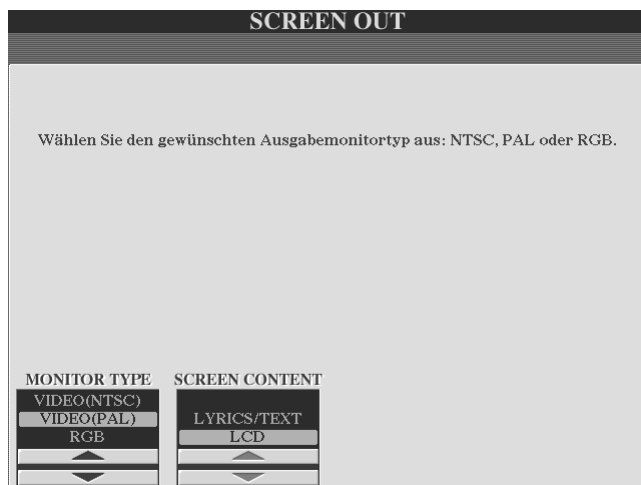 SCREEN OUT
Wählen Sie den gewünschten Ausgabemonitortyp aus: NTSC, PAL oder RGB.
MONITOR TYPE
VIDEO(NTSC)
VIDEO(PAL)
RGB
SCREEN CONTENT
LYRICS/TEXT
LCD